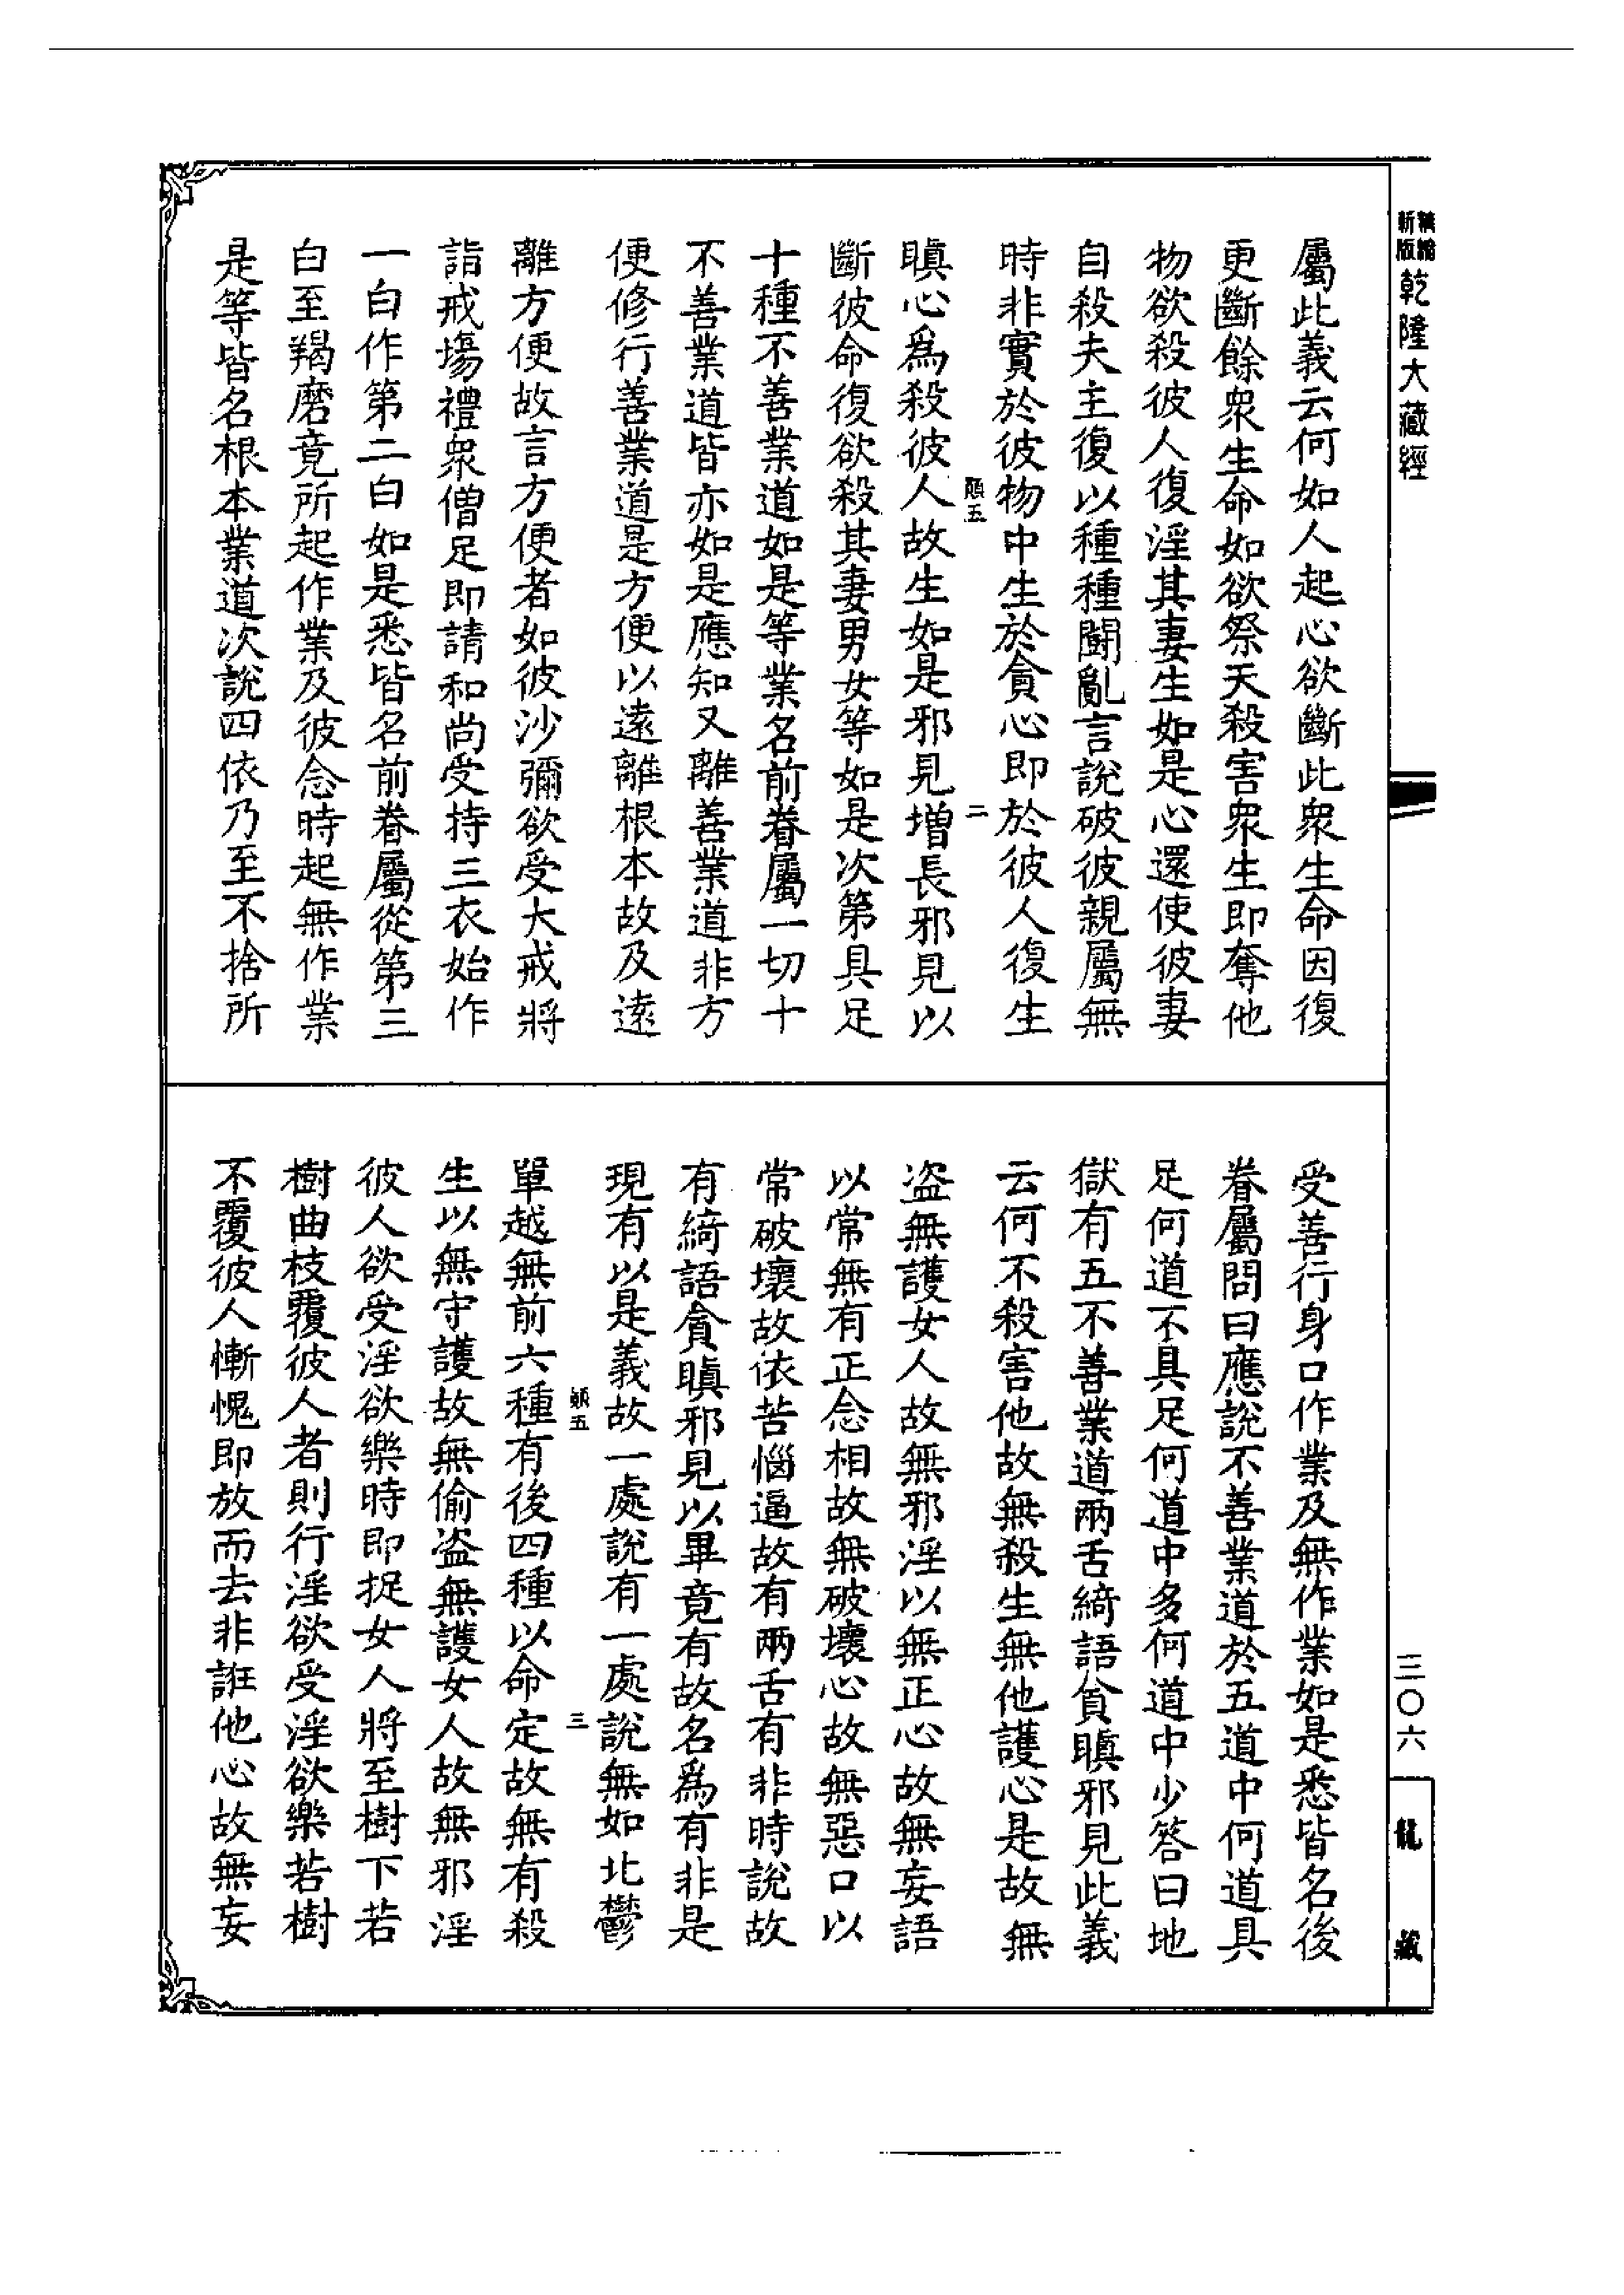 精縮新版乾隆大藏經
屬此義云何如人起心欲斷此衆生命因復
更斷餘衆生命如欲祭天殺害衆生即奪他
物欲殺彼人復淫其妻生如是心還使彼妻
自殺夫主復以種種鬭亂言說破彼親屬無
時非實於彼物中生於貪心即於彼人復生
顛五
二
瞋心爲殺彼人故生如是邪見增長邪見以
斷彼命復欲殺其妻男女等如是次第具足
十種不善業道如是等業名前眷屬一切十
不善業道皆亦如是應知又離善業道非方
便修行善業道是方便以遠離根本故及遠
離方便故言方便者如彼沙彌欲受大戒將
詣戒場禮衆僧足即請和尚受持三衣始作
一白作第二白如是悉皆名前眷屬從第三
白至羯磨竟所起作業及彼念時起無作業
是等皆名根本業道次說四依乃至不捨所
受善行身口作業及無作業如是悉皆名後
眷屬問曰應說不善業道於五道中何道具
足何道不具足何道中多何道中少答曰地
獄有五不善業道兩舌綺語貪瞋邪見此義
云何不殺害他故無殺生無他護心是故無
盜無護女人故無邪淫以無正心故無妄語
以常無有正念相故無破壞心故無惡口以
常破壞故依苦惱逼故有兩舌有非時說故
有綺語貪瞋邪見以畢竟有故名爲有非是
現有以是義故一處說有一處說無如北鬱
顛五
三
單越無前六種有後四種以命定故無有殺
生以無守護故無偷盜無護女人故無邪淫
彼人欲受淫欲樂時即捉女人將至樹下若
樹曲枝覆彼人者則行淫欲受淫欲樂若樹
不覆彼人慚愧即放而去非誑他心故無妄
三〇六
龍藏